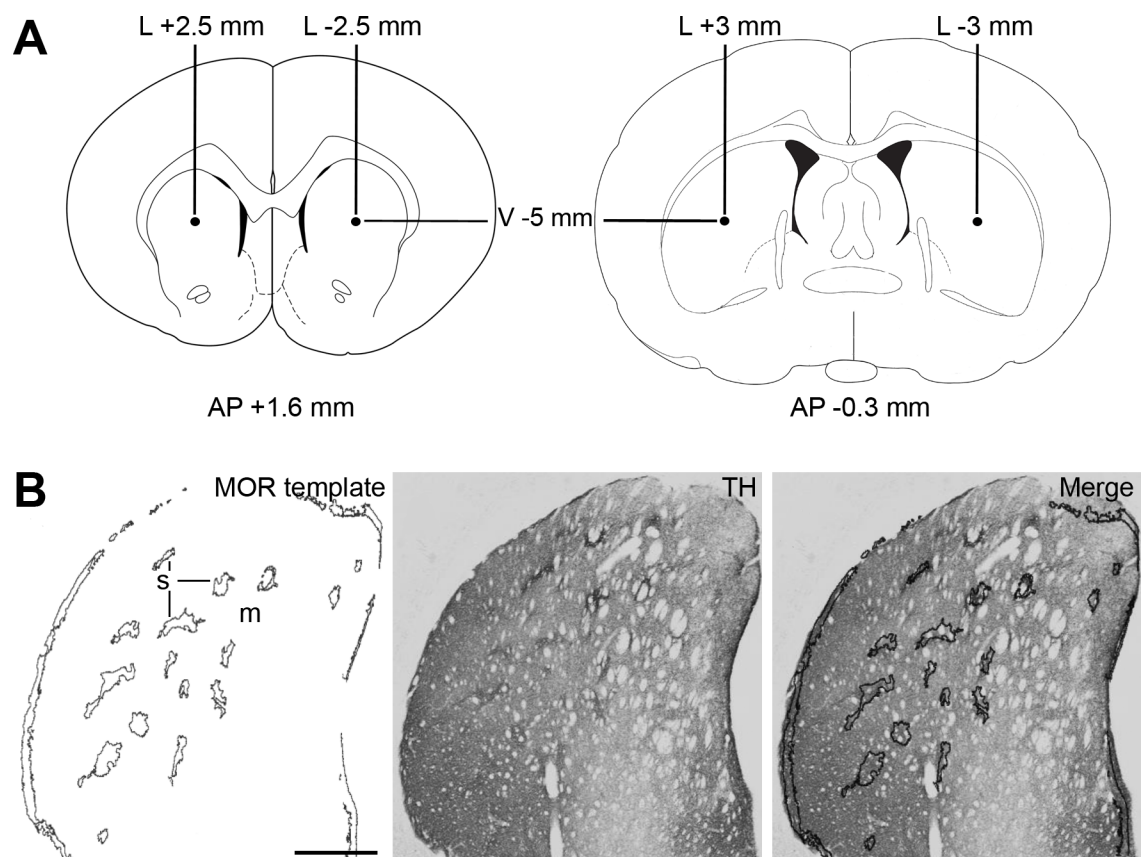 A
L +2.5 mm
L -2.5 mm
L +3 mm
L -3 mm
V -5 mm
AP +1.6 mm
AP -0.3 mm
B
MOR template
TH
Merge
s
m